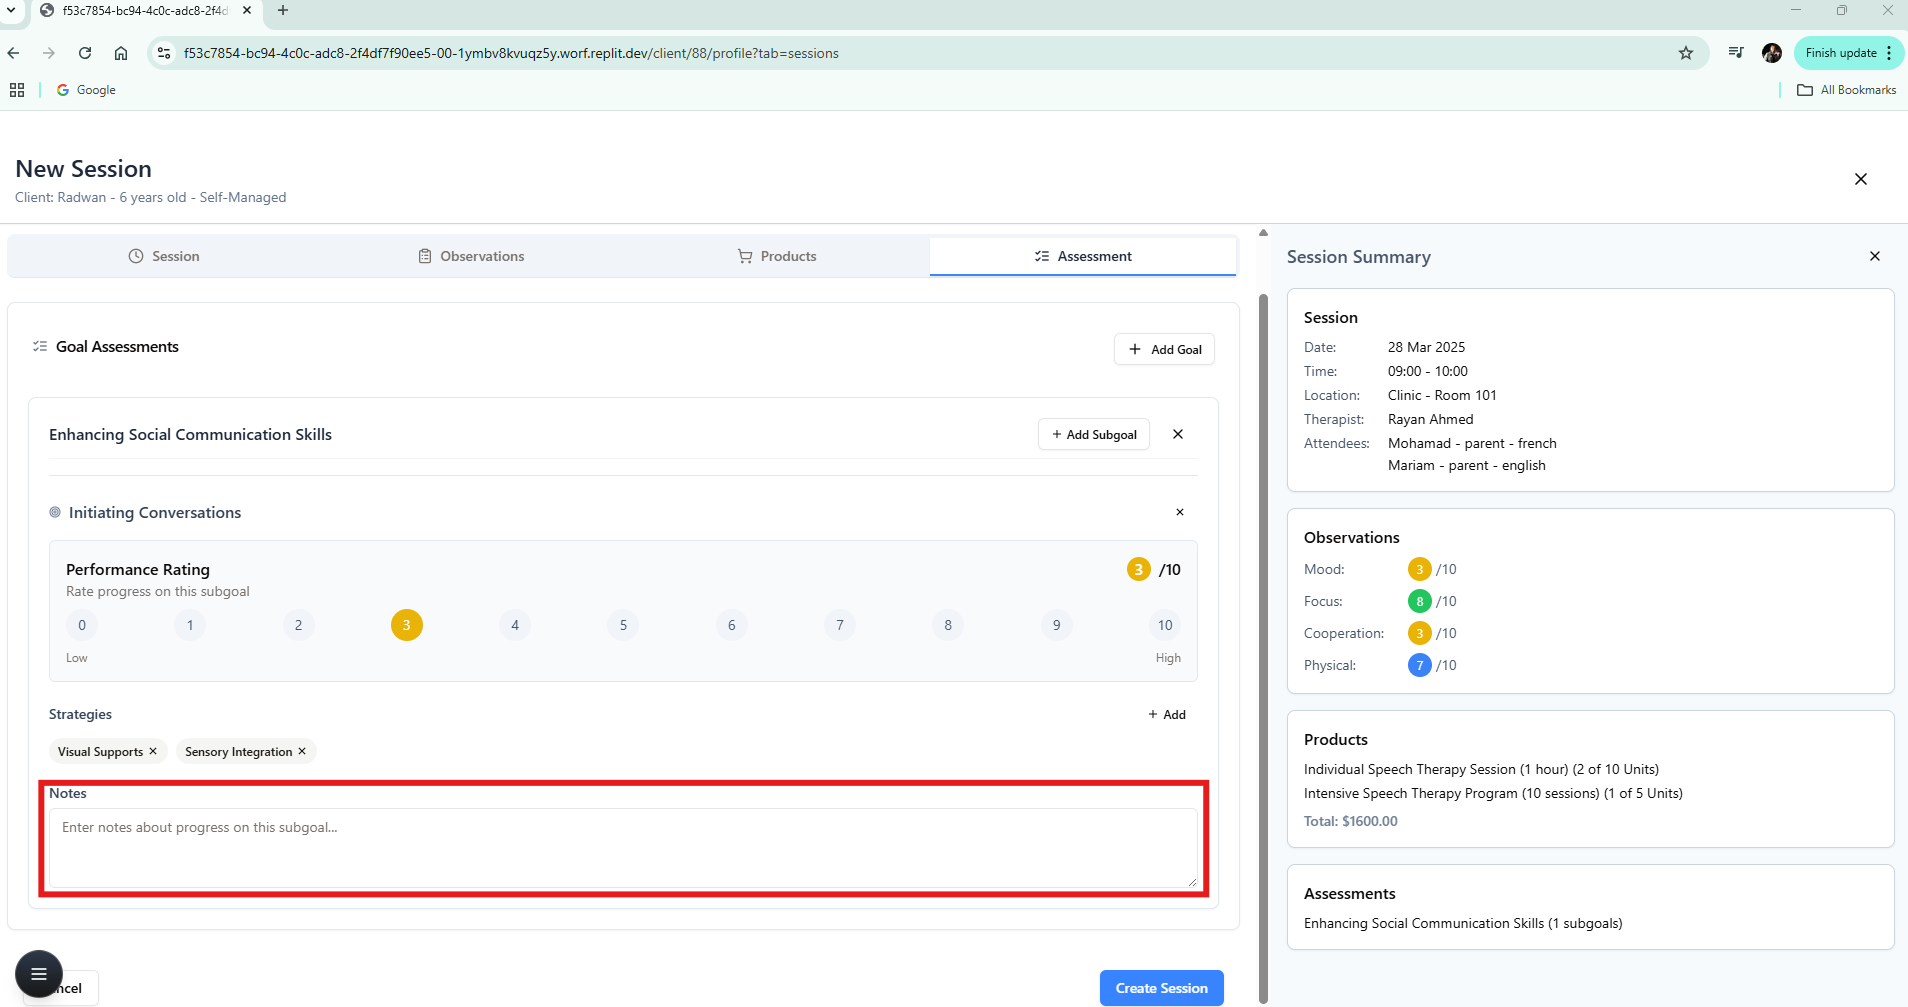 f53c7854-bc94-4c0c-adc8-2f4d
f53c7854-bc94-4c0c-adc8-2f4df7f90ee5-00-1ymbv8kvuqz5y.worf.replit.dev/client/88/profile?tab=sessions
Finish update
Google
All Bookmarks
New Session
Client: Radwan - 6 years old - Self-Managed
Session
Observations
Products
Assessment
Goal Assessments
+ Add Goal
Enhancing Social Communication Skills
+ Add Subgoal
Initiating Conversations
Performance Rating
3 /10
Rate progress on this subgoal
0 1 2 3 4 5 6 7 8 9 10
Low High
Strategies
+ Add
Visual Supports
Sensory Integration
Notes
Enter notes about progress on this subgoal...
Create Session
Session Summary
Session
Date: 28 Mar 2025
Time: 09:00 - 10:00
Location: Clinic - Room 101
Therapist: Rayan Ahmed
Attendees: Mohamad - parent - french
Mariam - parent - english
Observations
Mood: 3 /10
Focus: 8 /10
Cooperation: 3 /10
Physical: 7 /10
Products
Individual Speech Therapy Session (1 hour) (2 of 10 Units)
Intensive Speech Therapy Program (10 sessions) (1 of 5 Units)
Total: $1600.00
Assessments
Enhancing Social Communication Skills (1 subgoals)